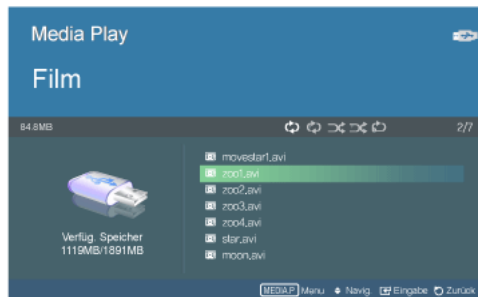 Media Play
Film
84.8MB 2/7
movestar1.avi
zoo1.avi
zoo2.avi
zoo3.avi
zoo4.avi
star.avi
moon.avi
Verfüg. Speicher
1119MB/1891MB
MEDIA.P Menu Navig. Eingabe Zurück